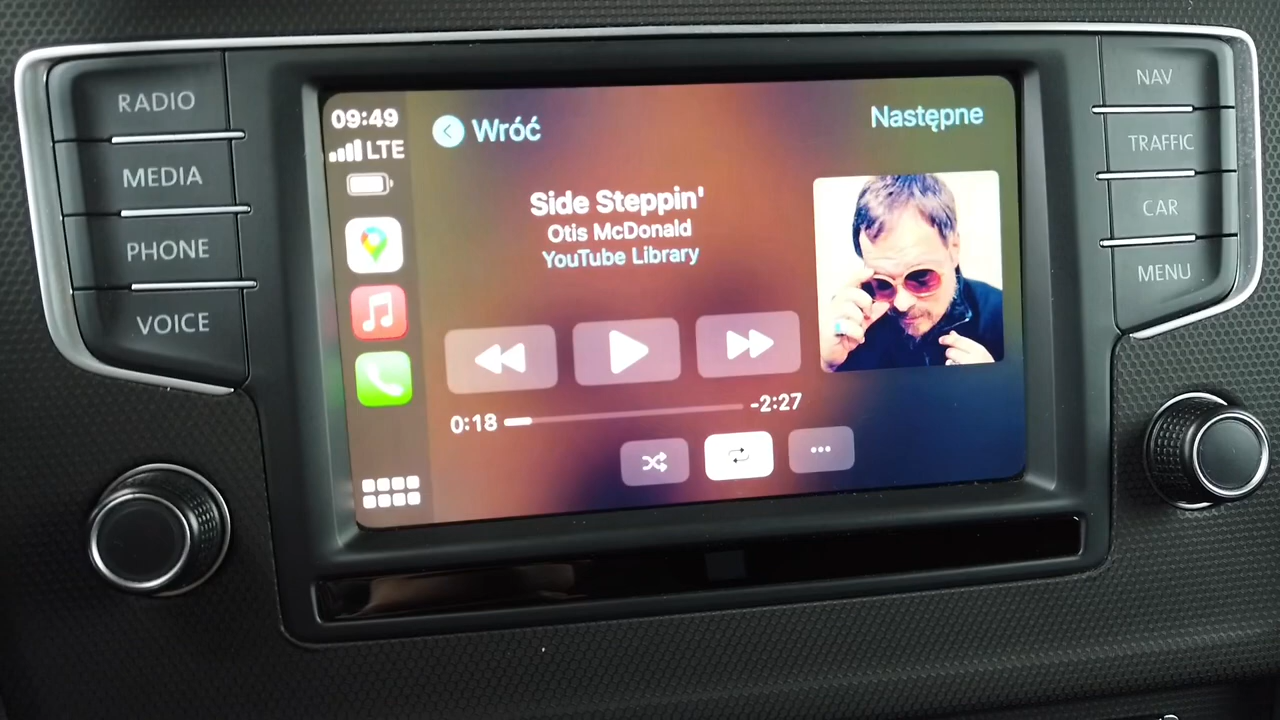 RADIO
MEDIA
PHONE
VOICE
09:49
LTE
Wróć
Następne
Side Steppin'
Otis McDonald
YouTube Library
0:18
-2:27
NAV
TRAFFIC
CAR
MENU